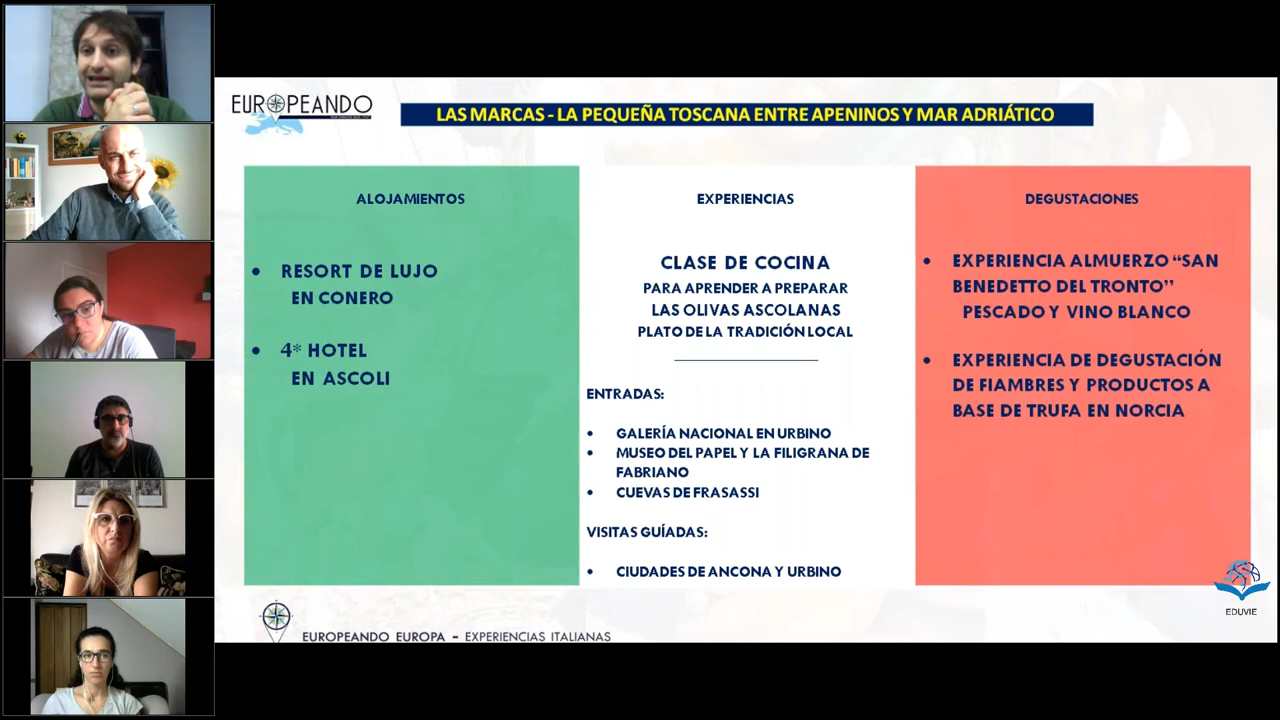 EUROPEANDO
LAS MARCAS - LA PEQUEÑA TOSCANA ENTRE APENINOS Y MAR ADRIÁTICO
ALOJAMIENTOS
• RESORT DE LUJO
EN CONERO
• 4* HOTEL
EN ASCOLI
EXPERIENCIAS
CLASE DE COCINA
PARA APRENDER A PREPARAR
LAS OLIVAS ASCOLANAS
PLATO DE LA TRADICIÓN LOCAL
ENTRADAS:
• GALERÍA NACIONAL EN URBINO
• MUSEO DEL PAPEL Y LA FILIGRANA DE
FABRIANO
• CUEVAS DE FRASASSI
VISITAS GUÍADAS:
• CIUDADES DE ANCONA Y URBINO
DEGUSTACIONES
• EXPERIENCIA ALMUERZO “SAN
BENEDETTO DEL TRONTO”
PESCADO Y VINO BLANCO
• EXPERIENCIA DE DEGUSTACIÓN
DE FIAMBRES Y PRODUCTOS A
BASE DE TRUFA EN NORCIA
EDUVIE
EUROPEANDO EUROPA – EXPERIENCIAS ITALIANAS